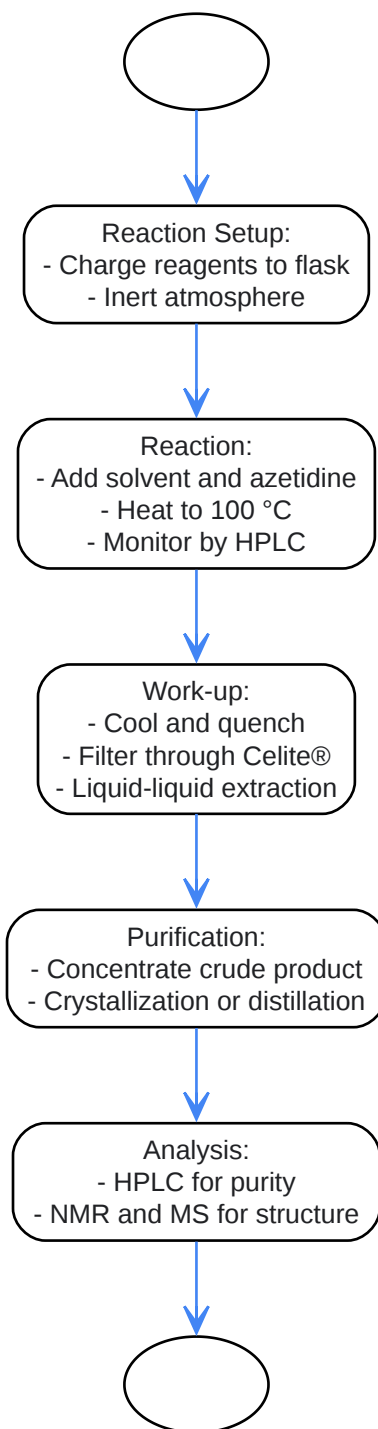 Reaction Setup:
- Charge reagents to flask
- Inert atmosphere
Reaction:
- Add solvent and azetidine
- Heat to 100 °C
- Monitor by HPLC
Work-up:
- Cool and quench
- Filter through Celite®
- Liquid-liquid extraction
Purification:
- Concentrate crude product
- Crystallization or distillation
Analysis:
- HPLC for purity
- NMR and MS for structure